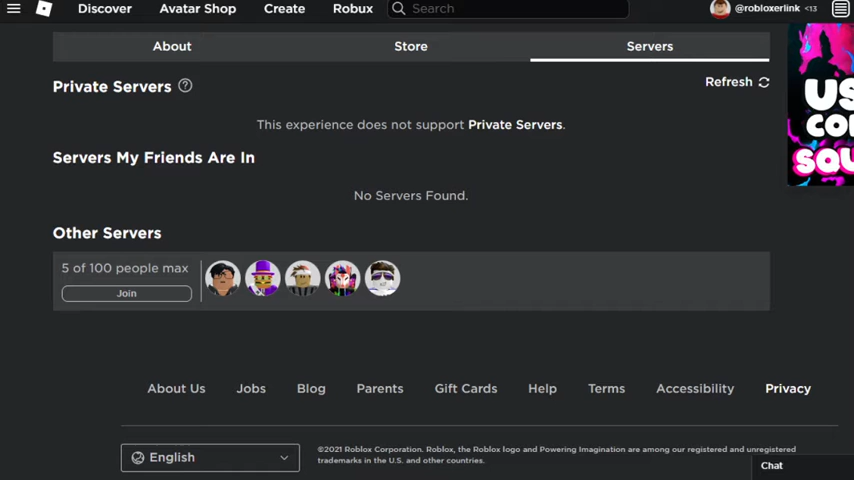 Discover Avatar Shop Create Robux Search @robloxerlink <13
About Store Servers
Private Servers Refresh
This experience does not support Private Servers.
Servers My Friends Are In
No Servers Found.
Other Servers
5 of 100 people max
Join
About Us Jobs Blog Parents Gift Cards Help Terms Accessibility Privacy
English
©2021 Roblox Corporation. Roblox, the Roblox logo and Powering Imagination are among our registered and unregistered
trademarks in the U.S. and other countries.
Chat